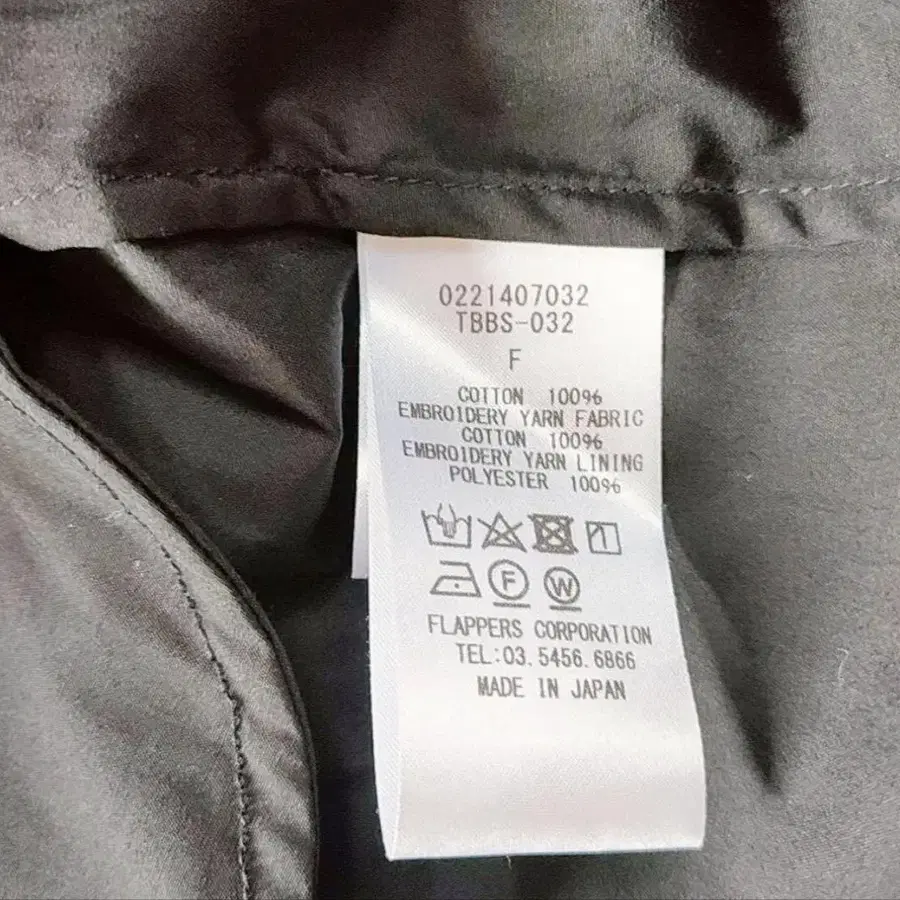 0221407032
TBBS-032
F
COTTON 100%
EMBROIDERY YARN FABRIC
COTTON 100%
EMBROIDERY YARN LINING
POLYESTER 100%
F W
FLAPPERS CORPORATION
TEL:03.5456.6866
MADE IN JAPAN